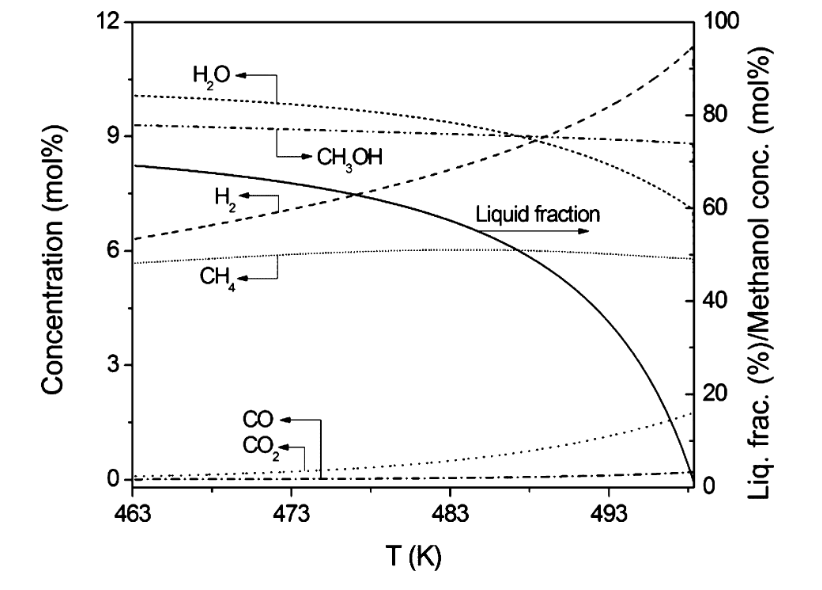 12
100
H₂O
80
9
CH₃OH
H₂
Liquid fraction
60
6
CH₄
40
3
20
CO
CO₂
0
0
463
473
483
493
T (K)
Concentration (mol%)
Liq. frac. (%)/Methanol conc. (mol%)